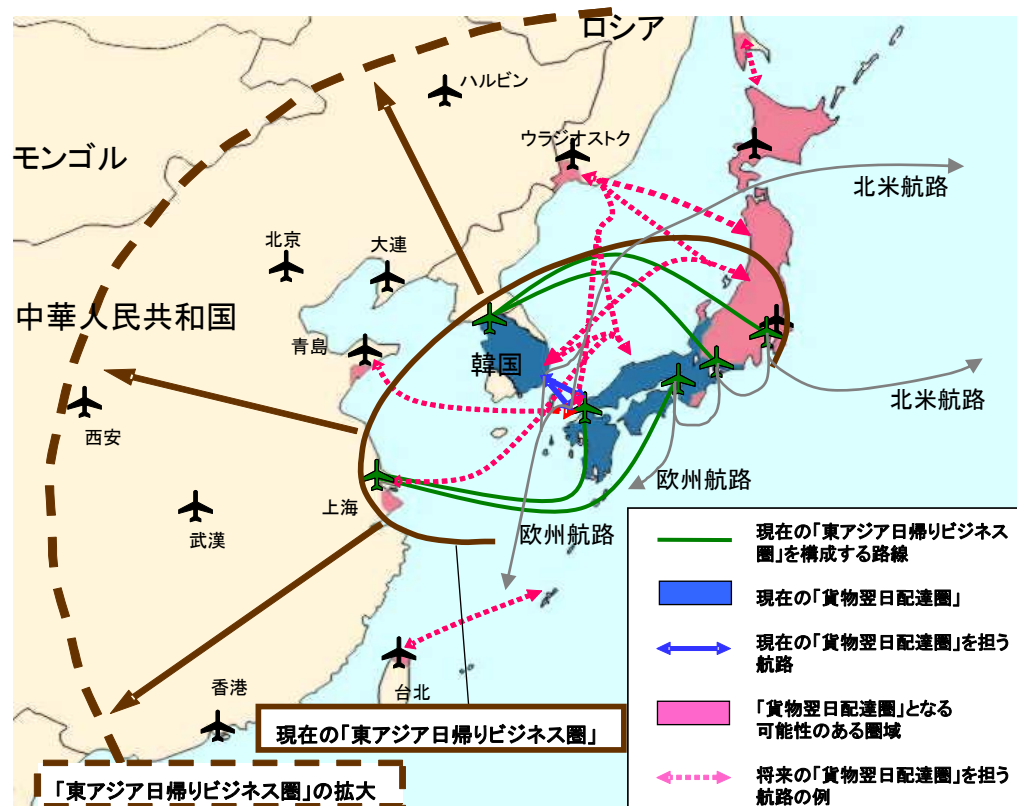 ロシア
ハルビン
ウラジオストク
モンゴル
北米航路
北京
大連
中華人民共和国
青島
韓国
北米航路
西安
上海
欧州航路
武漢
欧州航路
台北
香港
現在の「東アジア日帰りビジネス圏」
「東アジア日帰りビジネス圏」の拡大
現在の「東アジア日帰りビジネス
圏」を構成する路線
現在の「貨物翌日配達圏」
現在の「貨物翌日配達圏」を担う
航路
「貨物翌日配達圏」となる
可能性のある圏域
将来の「貨物翌日配達圏」を担う
航路の例